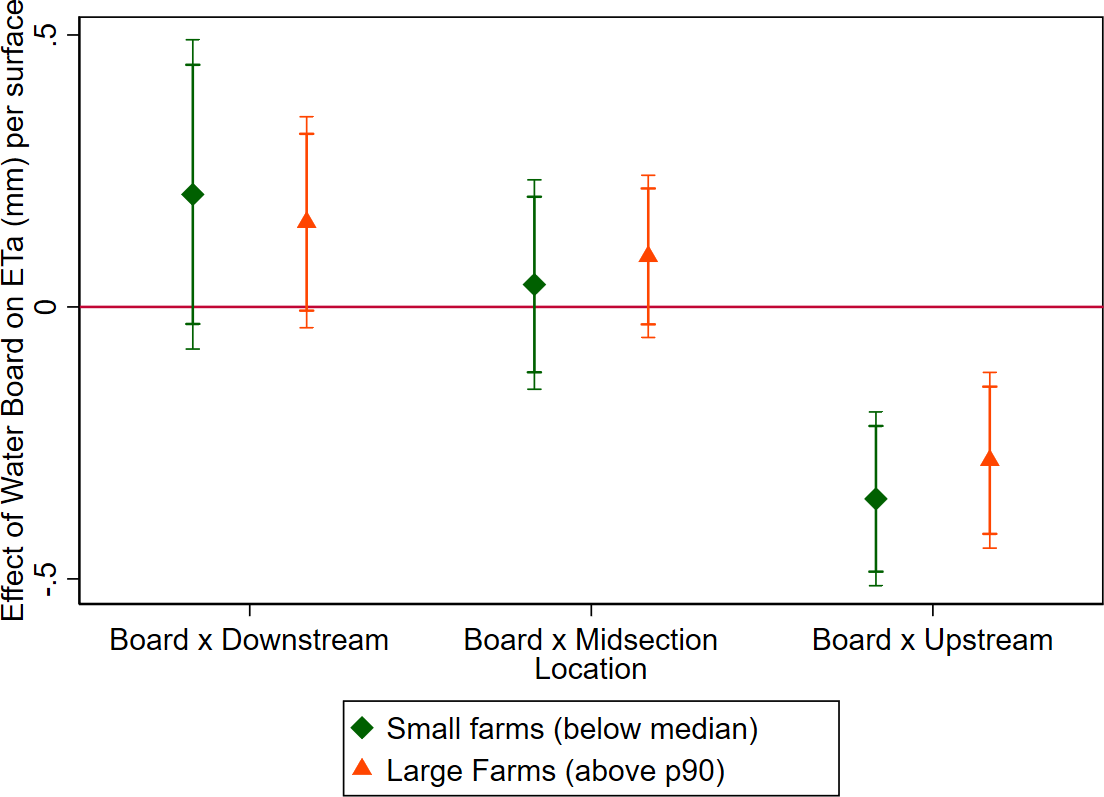 Effect of Water Board on ETa (mm) per surface
.5
0
-.5
Board x Downstream
Board x Midsection
Board x Upstream
Location
Small farms (below median)
Large Farms (above p90)